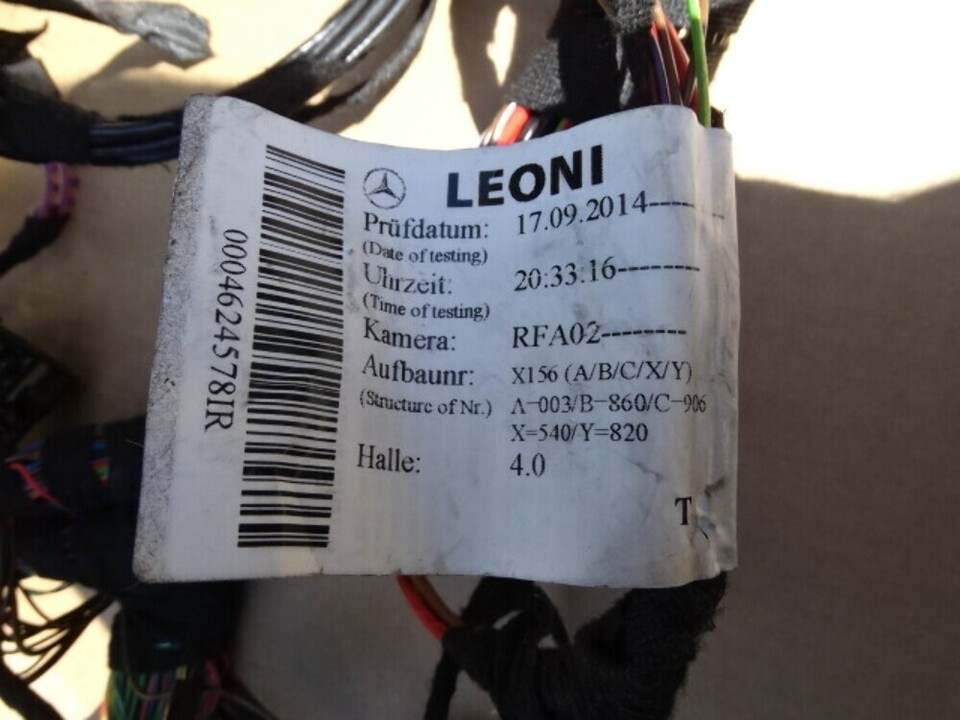 LEONI
Prüfdatum: 17.09.2014-------
(Date of testing)
Uhrzeit: 20:33.16--------
(Time of testing)
Kamera: RFA02--------
Aufbaunr: X156 (A/B/C/X/Y)
(Structure of Nr.) A-003/B-860/C-906
X=540/Y=820
Halle: 4.0
T
0004624578IR